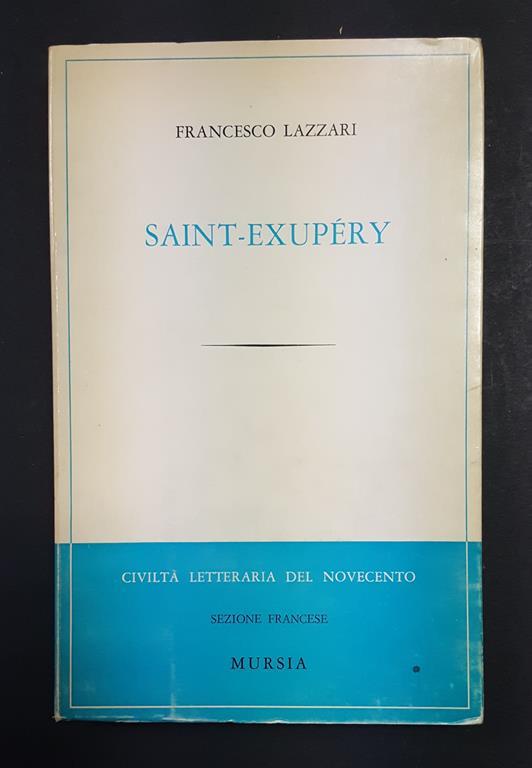 FRANCESCO LAZZARI
SAINT-EXUPÉRY
CIVILTÀ LETTERARIA DEL NOVECENTO
SEZIONE FRANCESE
MURSIA